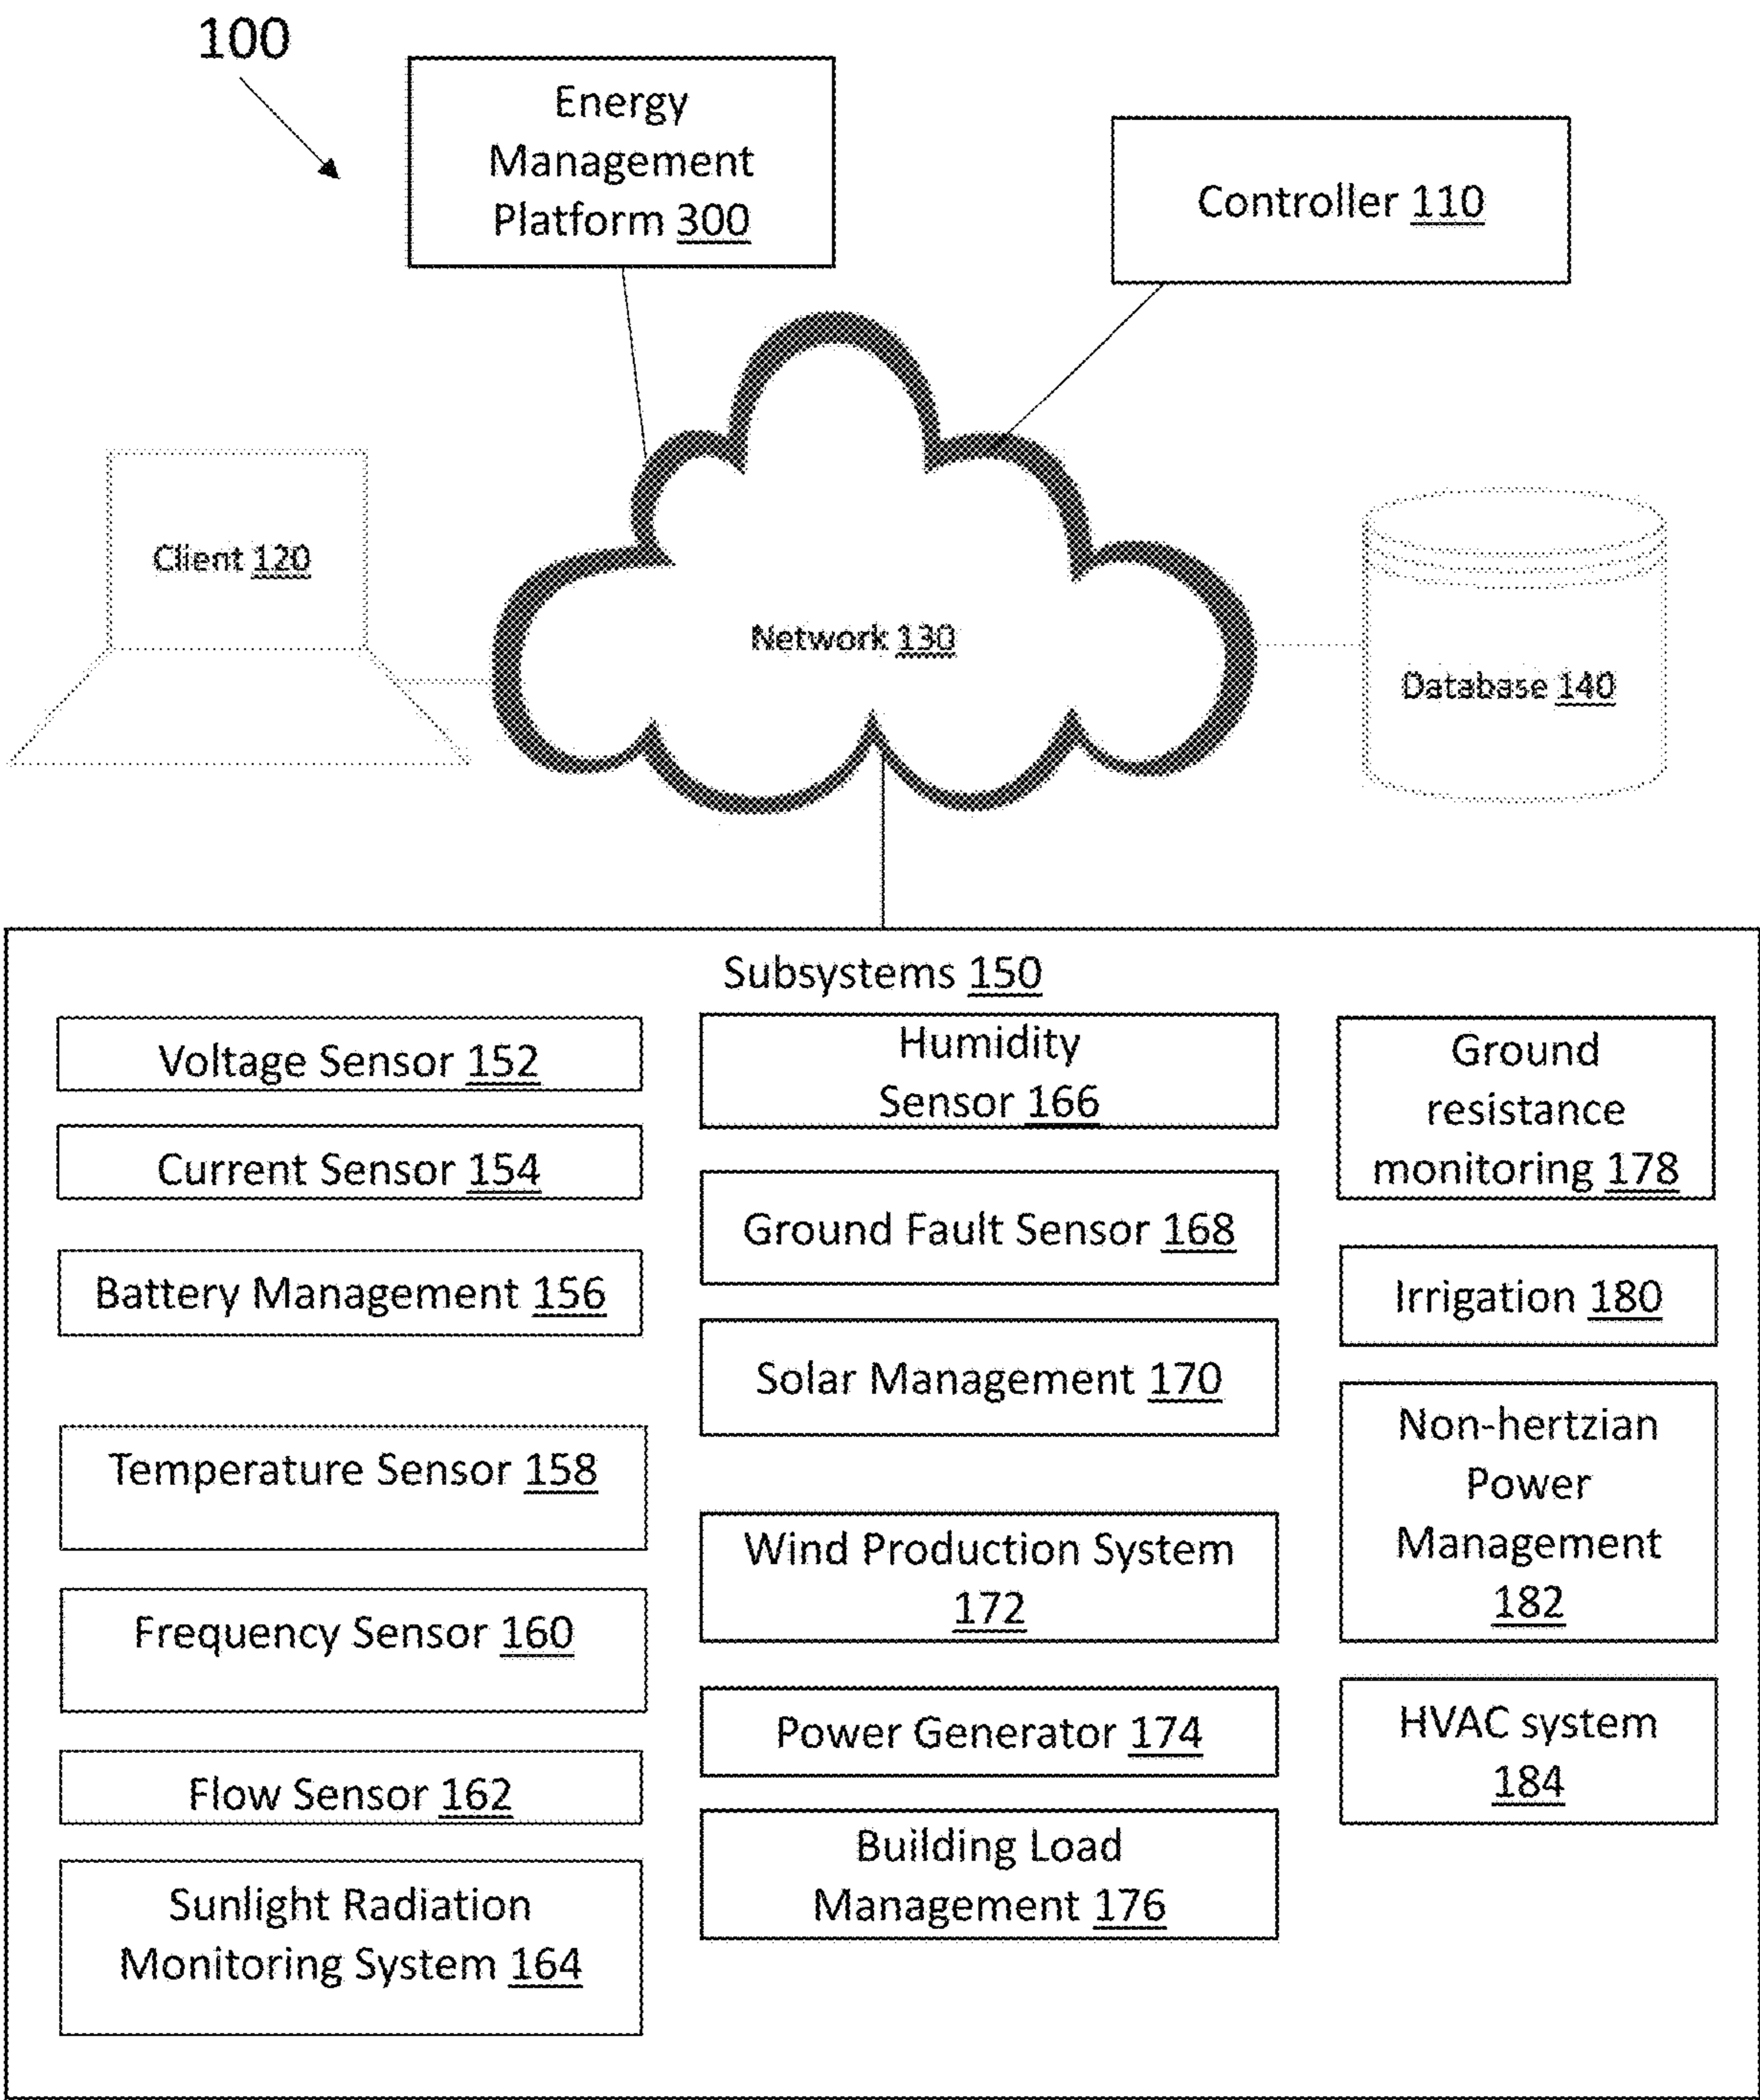 100
Energy
Management
Platform 300
Controller 110
Client 120
Network 130
Database 140
Subsystems 150
Voltage Sensor 152
Current Sensor 154
Battery Management 156
Temperature Sensor 158
Frequency Sensor 160
Flow Sensor 162
Sunlight Radiation
Monitoring System 164
Humidity
Sensor 166
Ground Fault Sensor 168
Solar Management 170
Wind Production System
172
Power Generator 174
Building Load
Management 176
Ground
resistance
monitoring 178
Irrigation 180
Non-hertzian
Power
Management
182
HVAC system
184